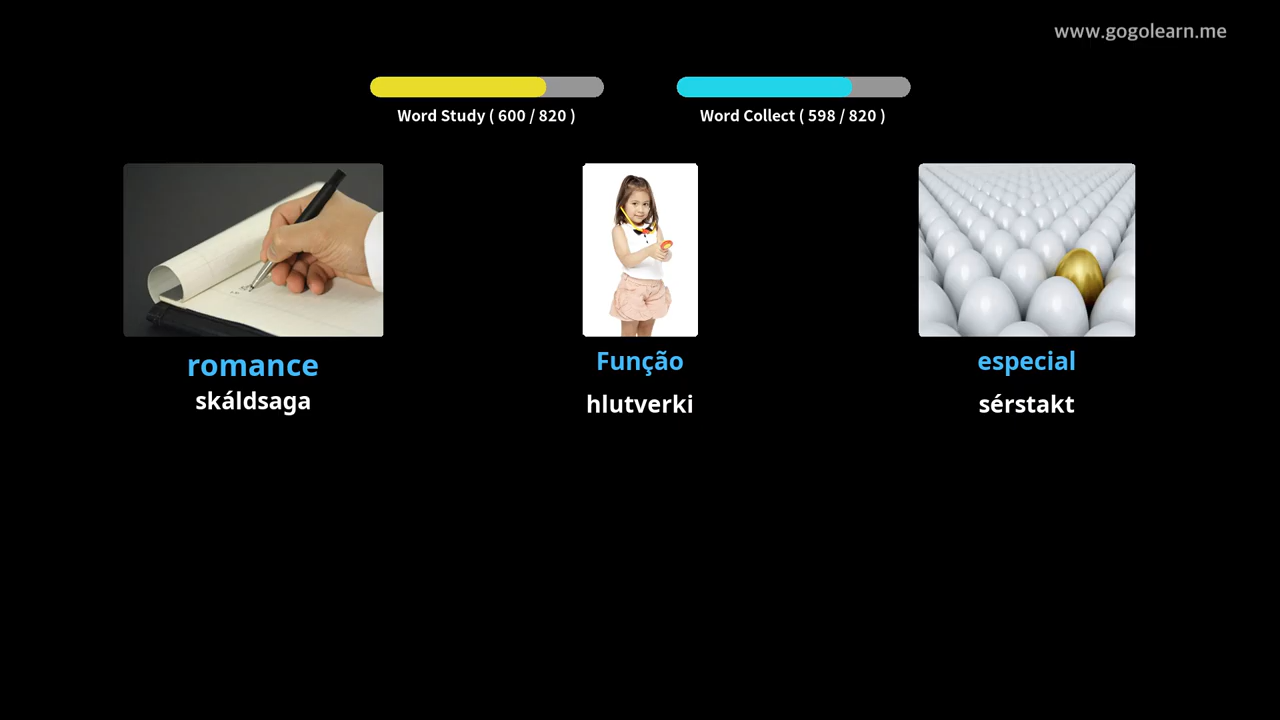 www.gogolearn.me
Word Study ( 600 / 820 )
Word Collect ( 598 / 820 )
romance
skáldsaga
Função
hlutverki
especial
sérstakt